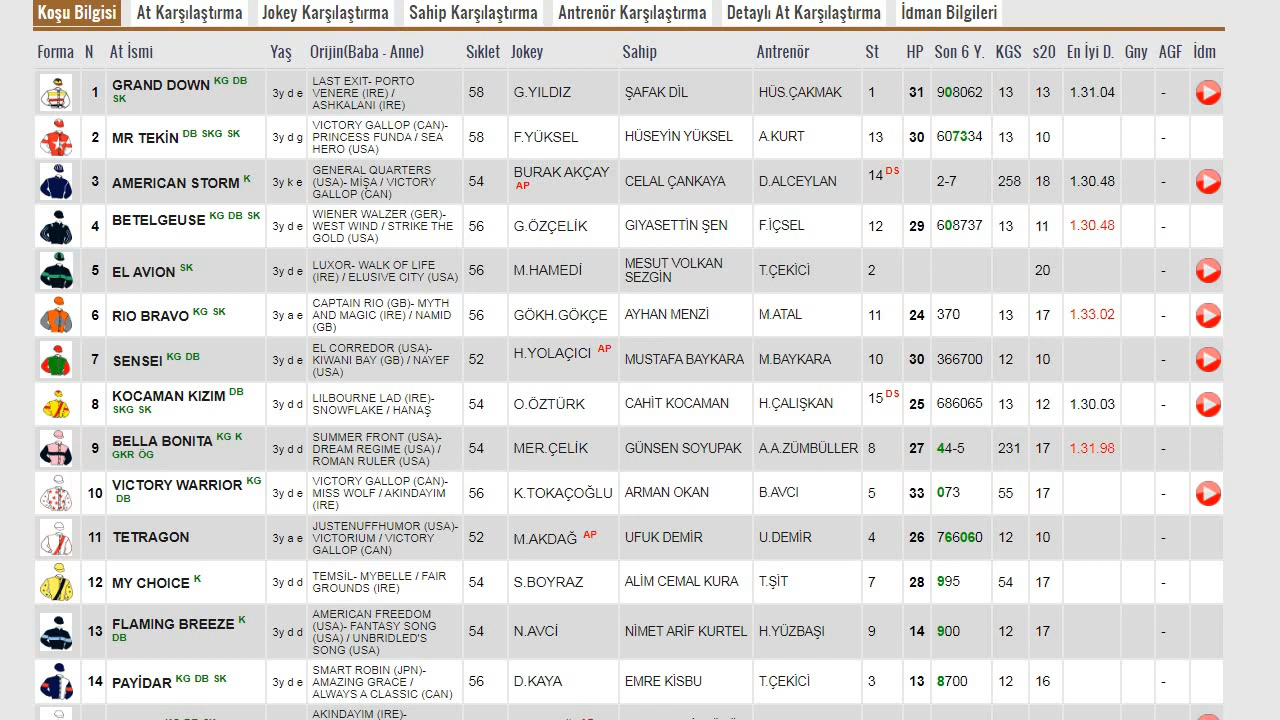 Koşu Bilgisi At Karşılaştırma Jokey Karşılaştırma Sahip Karşılaştırma Antrenör Karşılaştırma Detaylı At Karşılaştırma İdman Bilgileri
Forma N At İsmi Yaş Orijin(Baba - Anne) Sıklet Jokey Sahip Antrenör St HP Son 6 Y. KGS s20 En İyi D. Gny AGF İdm
1 GRAND DOWN KG DB SK 3y d e LAST EXIT- PORTO VENERE (IRE) / ASHKALANI (IRE) 58 G.YILDIZ ŞAFAK DİL HÜS.ÇAKMAK 1 31 908062 13 13 1.31.04 -
2 MR TEKİN DB SKG SK 3y d g VICTORY GALLOP (CAN)- PRINCESS FUNDA / SEA HERO (USA) 56 F.YÜKSEL HÜSEYİN YÜKSEL A.KURT 13 30 607334 13 10 -
3 AMERICAN STORM K 3y k e GENERAL QUARTERS (USA)- MİŞA / VICTORY GALLOP (CAN) 54 BURAK AKÇAY AP CELAL ÇANKAYA D.ALCEYLAN 14 DS 2-7 258 18 1.30.48 -
4 BETELGEUSE KG DB SK 3y d e WIENER WALZER (GER)- WEST WIND / STRIKE THE GOLD (USA) 56 G.ÖZÇELİK GIYASETTİN ŞEN F.İÇSEL 12 29 608737 13 11 1.30.48 -
5 EL AVION SK 3y d e LUXOR- WALK OF LIFE (IRE) / ELUSIVE CITY (USA) 56 M.HAMEDİ MESUT VOLKAN SEZGİN T.ÇEKİCİ 2 20 -
6 RIO BRAVO KG SK 3y a e CAPTAIN RIO (GB)- MYTH AND MAGIC (IRE) / NAMID (GB) 56 GÖKH.GÖKÇE AYHAN MENZİ M.ATAL 11 24 370 13 17 1.33.02 -
7 SENSEI KG DB 3y d e EL CORREDOR (USA)- KIWANI BAY (GB) / NAYEF (USA) 52 H.YOLAÇICI AP MUSTAFA BAYKARA M.BAYKARA 10 30 366700 12 10 -
8 KOCAMAN KIZIM DB SKG SK 3y d d LILBOURNE LAD (IRE)- SNOWFLAKE / HANAŞ 54 O.ÖZTÜRK CAHİT KOCAMAN H.ÇALIŞKAN 15 DS 25 686065 13 12 1.30.03 -
9 BELLA BONITA KG K GKR ÖG 3y d d SUMMER FRONT (USA)- DREAM REGIME (USA) / ROMAN RULER (USA) 54 MER.ÇELİK GÜNSEN SOYUPAK A.A.ZÜMBÜLLER 8 27 44-5 231 17 1.31.98 -
10 VICTORY WARRIOR KG DB 3y d e VICTORY GALLOP (CAN)- MISS WOLF / AKINDAYIM (IRE) 56 K.TOKAÇOĞLU ARMAN OKAN İ.AVCI 5 33 073 55 17 -
11 TETRAGON 3y a e JUSTENUFFHUMOR (USA)- VICTORIUM / VICTORY GALLOP (CAN) 52 M.AKDAĞ AP UFUK DEMİR U.DEMİR 4 26 766060 12 10 -
12 MY CHOICE K 3y d d TEMSİL- MYBELLE / FAIR GROUNDS (IRE) 54 S.BOYRAZ ALİM CEMAL KURA T.ŞİT 7 28 995 54 17 -
13 FLAMING BREEZE K DB 3y d d AMERICAN FREEDOM (USA)- FANTASY SONG (USA) / UNBRIDLED'S SONG (USA) 54 N.AVCİ NİMET ARİF KURTEL H.YÜZBAŞI 9 14 900 12 17 -
14 PAYİDAR KG DB SK 3y d e SMART ROBIN (JPN)- AMAZING GRACE / ALWAYS A CLASSIC (CAN) 56 D.KAYA EMRE KİSBU T.ÇEKİCİ 3 13 8700 12 16 -
AKINDAYIM (IRE)-